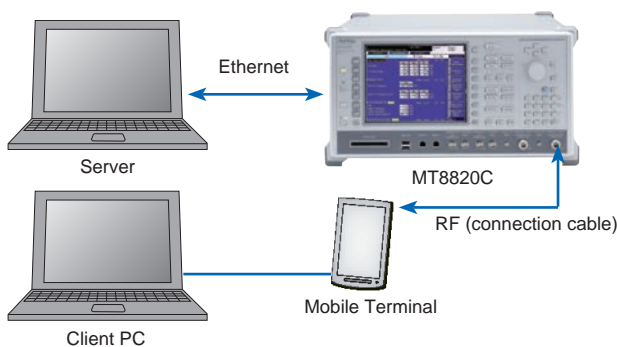 Ethernet
Server
MT8820C
RF (connection cable)
Mobile Terminal
Client PC